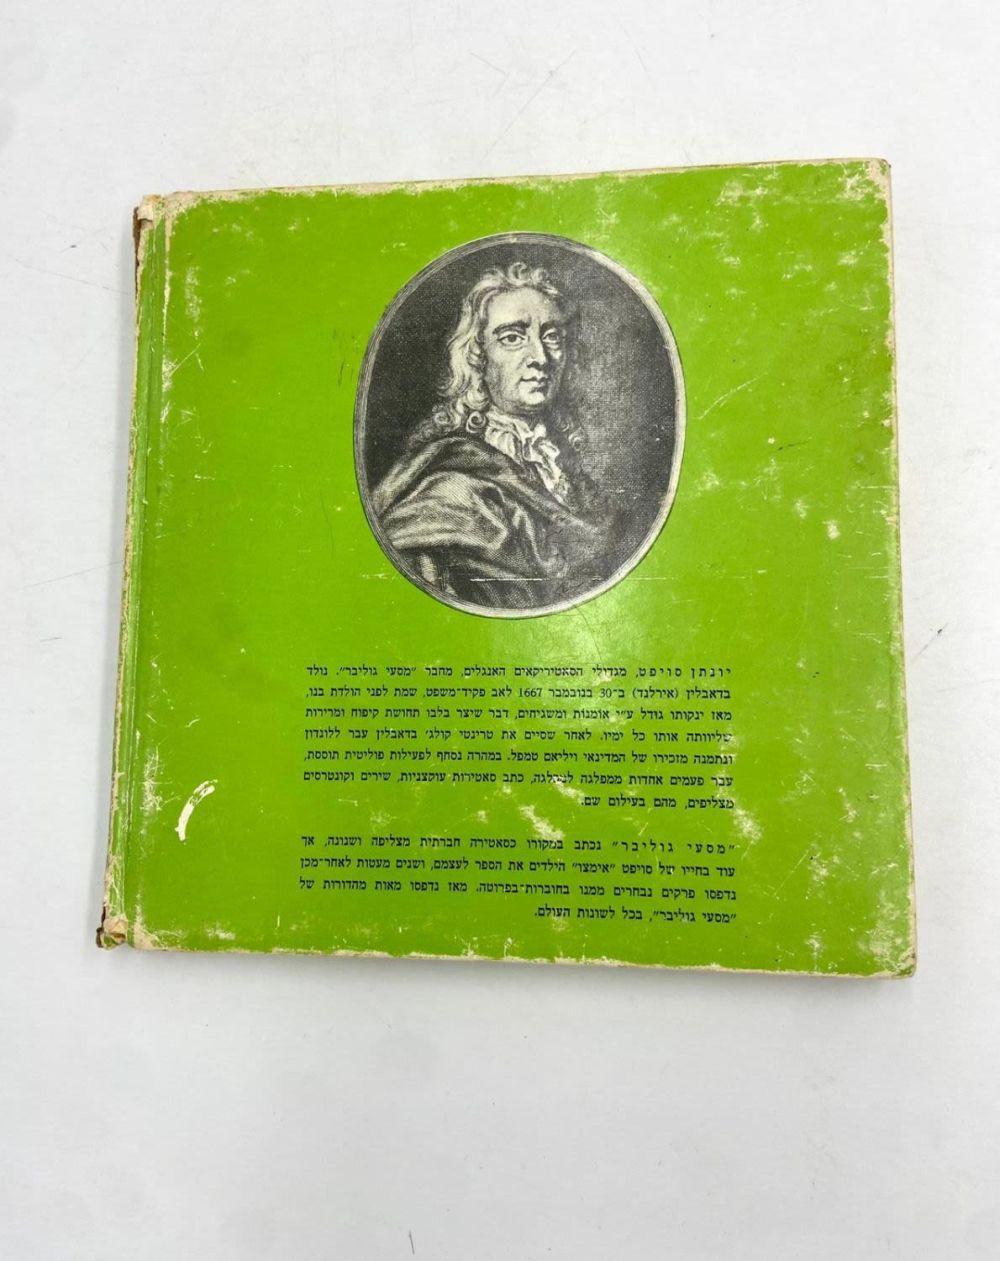 יונתן סויפט, מגדולי הסאטיריקאים האנגלים, מחבר "מסעי גוליבר". נולד
בדאבלין (אירלנד) ב־30 בנובמבר 1667 לאב פקיד־משפט, שמת לפני הולדת בנו,
מאז ינקותו גודל ע"י אומנות ומשגיחים, דבר שיצר בלבו תחושת קיפוח ומרירות
שליוותה אותו כל ימיו. לאחר שסיים את טרינטי קולג' בדאבלין עבר ללונדון
ונתמנה מזכירו של המדינאי ויליאם טמפל. במהרה נסחף לפעילות פוליטית תוססת,
עבר פעמים אחדות ממפלגה למפלגה, כתב סאטירות עוקצניות, שירים וקונטרסים
מצליפים, מהם בעילום שם.
"מסעי גוליבר" נכתב במקורו כסאטירה חברתית מצליפה ושנונה, אך
עוד בחייו של סויפט "אימצו" הילדים את הספר לעצמם, ושנים מעטות לאחר־מכן
נדפסו פרקים נבחרים ממנו בחוברות־בפרוטה. מאז נדפסו מאות מהדורות של
"מסעי גוליבר", בכל לשונות העולם.